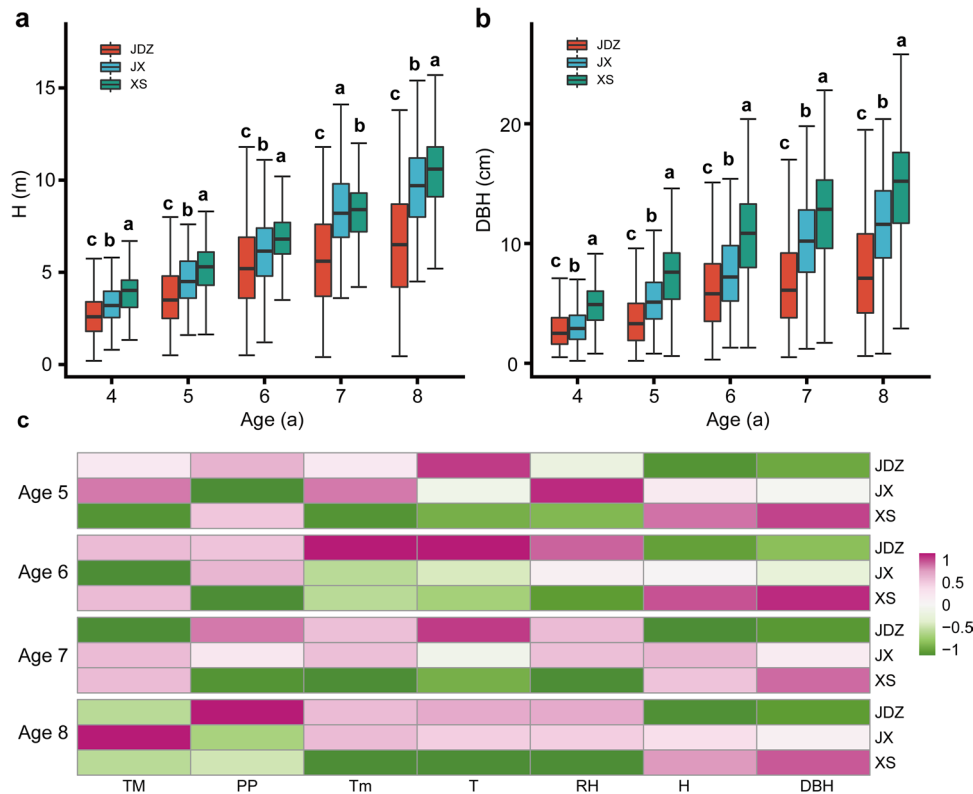 a
JDZ
JX
XS
15
10
5
0
H (m)
c b a
c b a
c b a
c a b
c b a
4 5 6 7 8
Age (a)
b
JDZ
JX
XS
20
10
0
DBH (cm)
c b a
c b a
c b a
c b a
c b a
4 5 6 7 8
Age (a)
c
Age 5
JDZ
JX
XS
Age 6
JDZ
JX
XS
Age 7
JDZ
JX
XS
Age 8
JDZ
JX
XS
TM PP Tm T RH H DBH
1
0.5
0
−0.5
−1